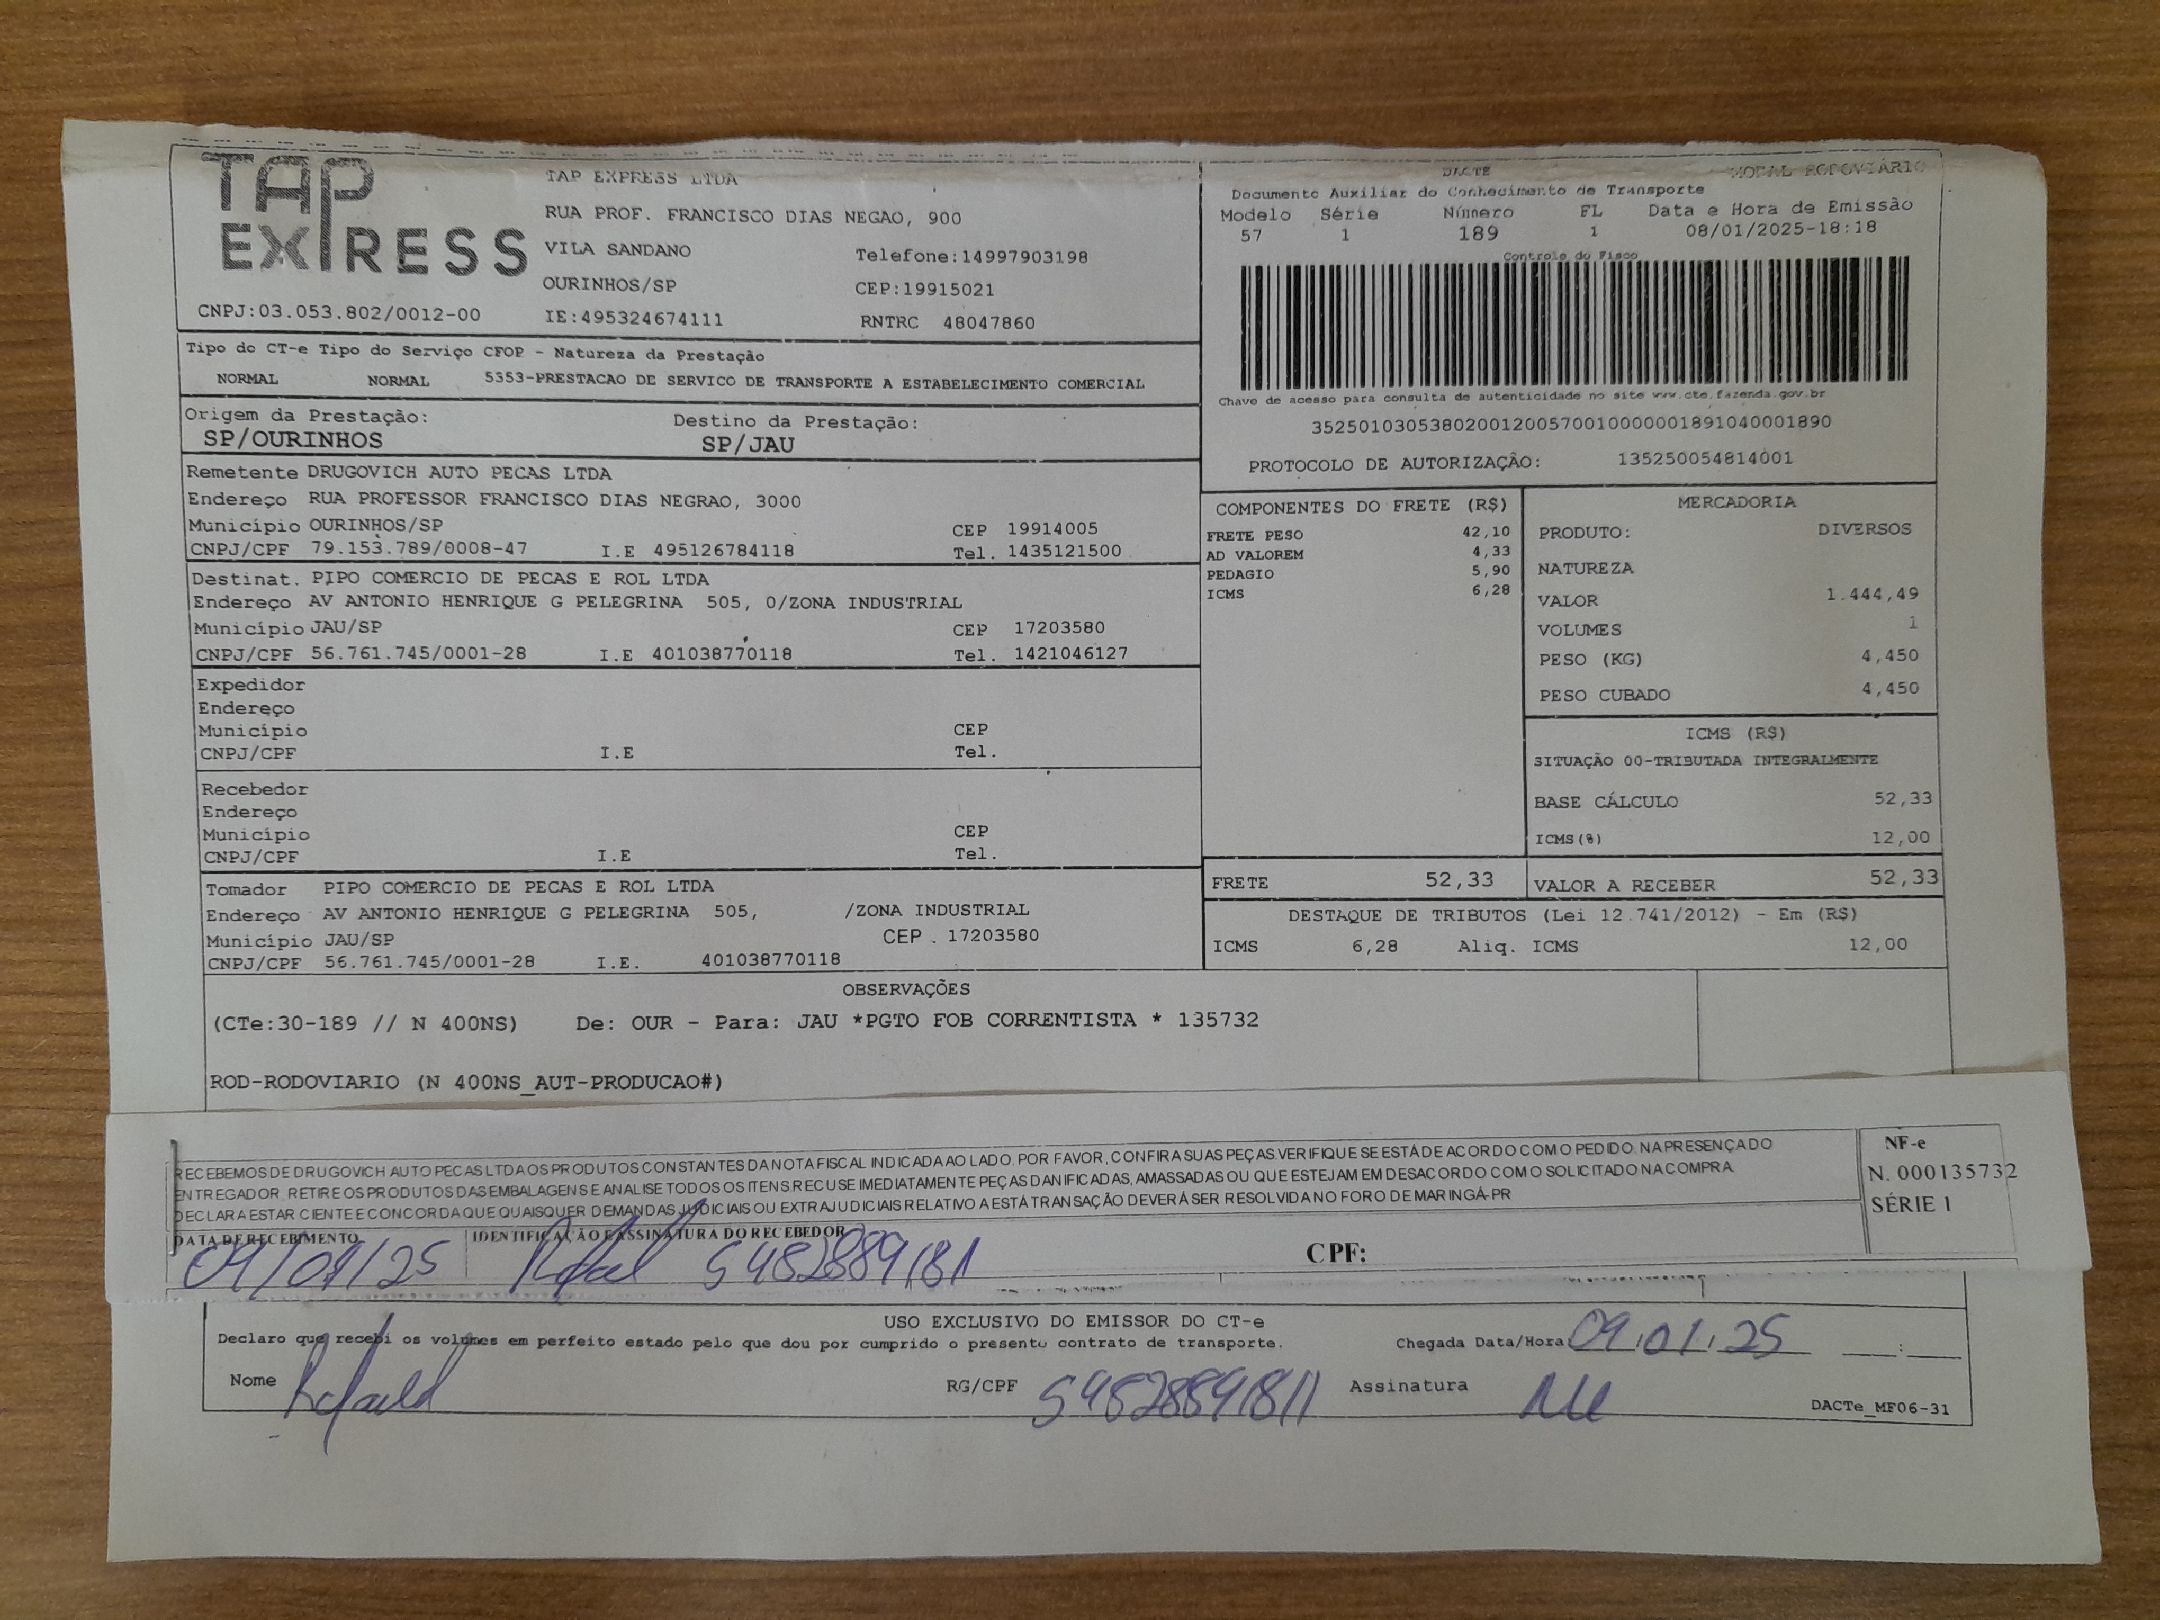 TAP EXPRESS
TAP EXPRESS LTDA
RUA PROF. FRANCISCO DIAS NEGAO, 900
VILA SANDANO Telefone:14997903198
OURINHOS/SP CEP:19915021
CNPJ:03.053.802/0012-00 IE:495324674111 RNTRC 48047860
DACTE MODAL RODOVIÁRIO
Documento Auxiliar do Conhecimento de Transporte
Modelo Série Número FL Data e Hora de Emissão
57 1 189 1 08/01/2025-18:18
Controle do Fisco
Chave de acesso para consulta de autenticidade no site www.cte.fazenda.gov.br
35250103053802001200570010000001891040001890
PROTOCOLO DE AUTORIZAÇÃO: 135250054814001
Tipo do CT-e Tipo do Serviço CFOP - Natureza da Prestação
NORMAL NORMAL 5353-PRESTACAO DE SERVICO DE TRANSPORTE A ESTABELECIMENTO COMERCIAL
Origem da Prestação: Destino da Prestação:
SP/OURINHOS SP/JAU
Remetente DRUGOVICH AUTO PECAS LTDA
Endereço RUA PROFESSOR FRANCISCO DIAS NEGRAO, 3000
Município OURINHOS/SP CEP 19914005
CNPJ/CPF 79.153.789/0008-47 I.E 495126784118 Tel. 1435121500
Destinat. PIPO COMERCIO DE PECAS E ROL LTDA
Endereço AV ANTONIO HENRIQUE G PELEGRINA 505, 0/ZONA INDUSTRIAL
Município JAU/SP CEP 17203580
CNPJ/CPF 56.761.745/0001-28 I.E 401038770118 Tel. 1421046127
Expedidor
Endereço
Município CEP
CNPJ/CPF I.E Tel.
Recebedor
Endereço
Município CEP
CNPJ/CPF I.E Tel.
Tomador PIPO COMERCIO DE PECAS E ROL LTDA
Endereço AV ANTONIO HENRIQUE G PELEGRINA 505, /ZONA INDUSTRIAL
Município JAU/SP CEP . 17203580
CNPJ/CPF 56.761.745/0001-28 I.E. 401038770118
COMPONENTES DO FRETE (R$)
FRETE PESO 42,10
AD VALOREM 4,33
PEDAGIO 5,90
ICMS 6,28
MERCADORIA
PRODUTO: DIVERSOS
NATUREZA
VALOR 1.444,49
VOLUMES 1
PESO (KG) 4,450
PESO CUBADO 4,450
ICMS (R$)
SITUAÇÃO 00-TRIBUTADA INTEGRALMENTE
BASE CÁLCULO 52,33
ICMS(%) 12,00
FRETE 52,33 VALOR A RECEBER 52,33
DESTAQUE DE TRIBUTOS (Lei 12.741/2012) - Em (R$)
ICMS 6,28 Aliq. ICMS 12,00
OBSERVAÇÕES
(CTe:30-189 // N 400NS) De: OUR - Para: JAU *PGTO FOB CORRENTISTA * 135732
ROD-RODOVIARIO (N 400NS_AUT-PRODUCAO#)
RECEBEMOS DE DRUGOVICH AUTO PECAS LTDA OS PRODUTOS CONSTANTES DA NOTA FISCAL INDICADA AO LADO. POR FAVOR, CONFIRA SUAS PEÇAS.VERIFIQUE SE ESTÁ DE ACORDO COM O PEDIDO. NA PRESENÇA DO
ENTREGADOR, RETIRE OS PRODUTOS DAS EMBALAGENS E ANALISE TODOS OS ITENS.RECUSE IMEDIATAMENTE PEÇAS DANIFICADAS, AMASSADAS OU QUE ESTEJAM EM DESACORDO COM O SOLICITADO NA COMPRA.
DECLARA ESTAR CIENTE E CONCORDA QUE QUAISQUER DEMANDAS JUDICIAIS OU EXTRAJUDICIAIS RELATIVO A ESTÁ TRANSAÇÃO DEVERÁ SER RESOLVIDA NO FORO DE MARINGÁ-PR
NF-e
N. 000135732
SÉRIE 1
DATA DE RECEBIMENTO IDENTIFICAÇÃO E ASSINATURA DO RECEBEDOR
09/01/25 CPF:
USO EXCLUSIVO DO EMISSOR DO CT-e
Declaro que recebi os volumes em perfeito estado pelo que dou por cumprido o presente contrato de transporte. Chegada Data/Hora 09/01/25 :
Nome RG/CPF Assinatura
DACTe_MF06-31